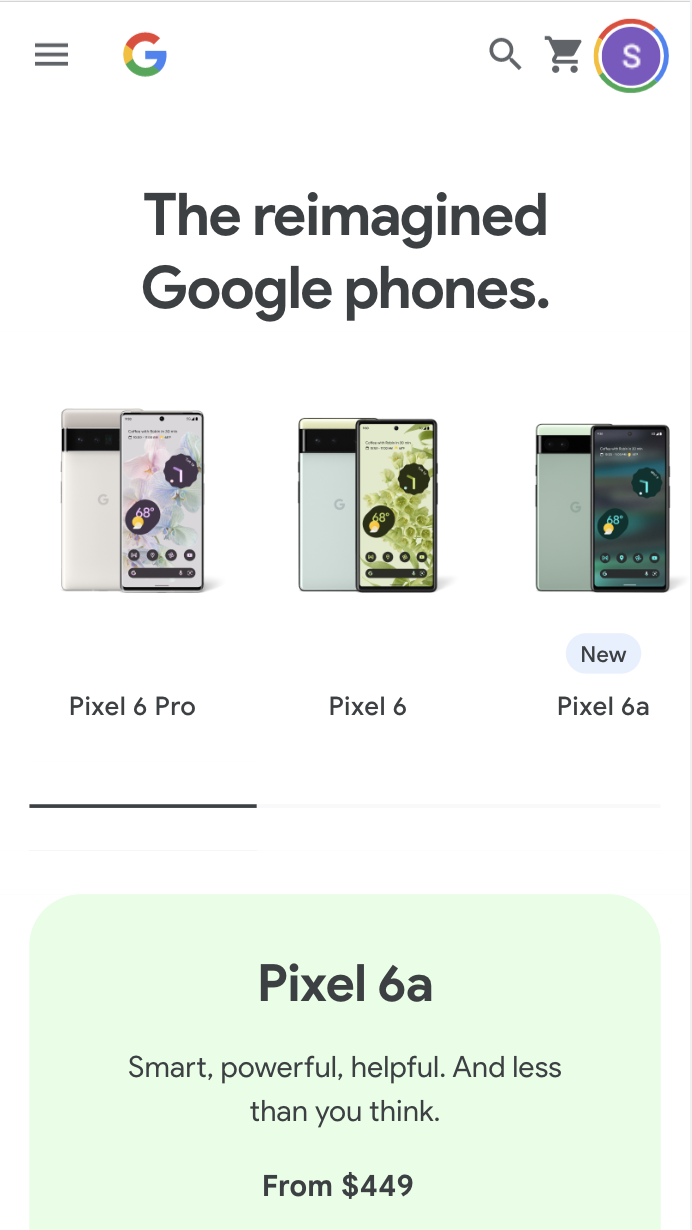 S
The reimagined
Google phones.
68°
68°
68°
New
Pixel 6 Pro
Pixel 6
Pixel 6a
Pixel 6a
Smart, powerful, helpful. And less
than you think.
From $449